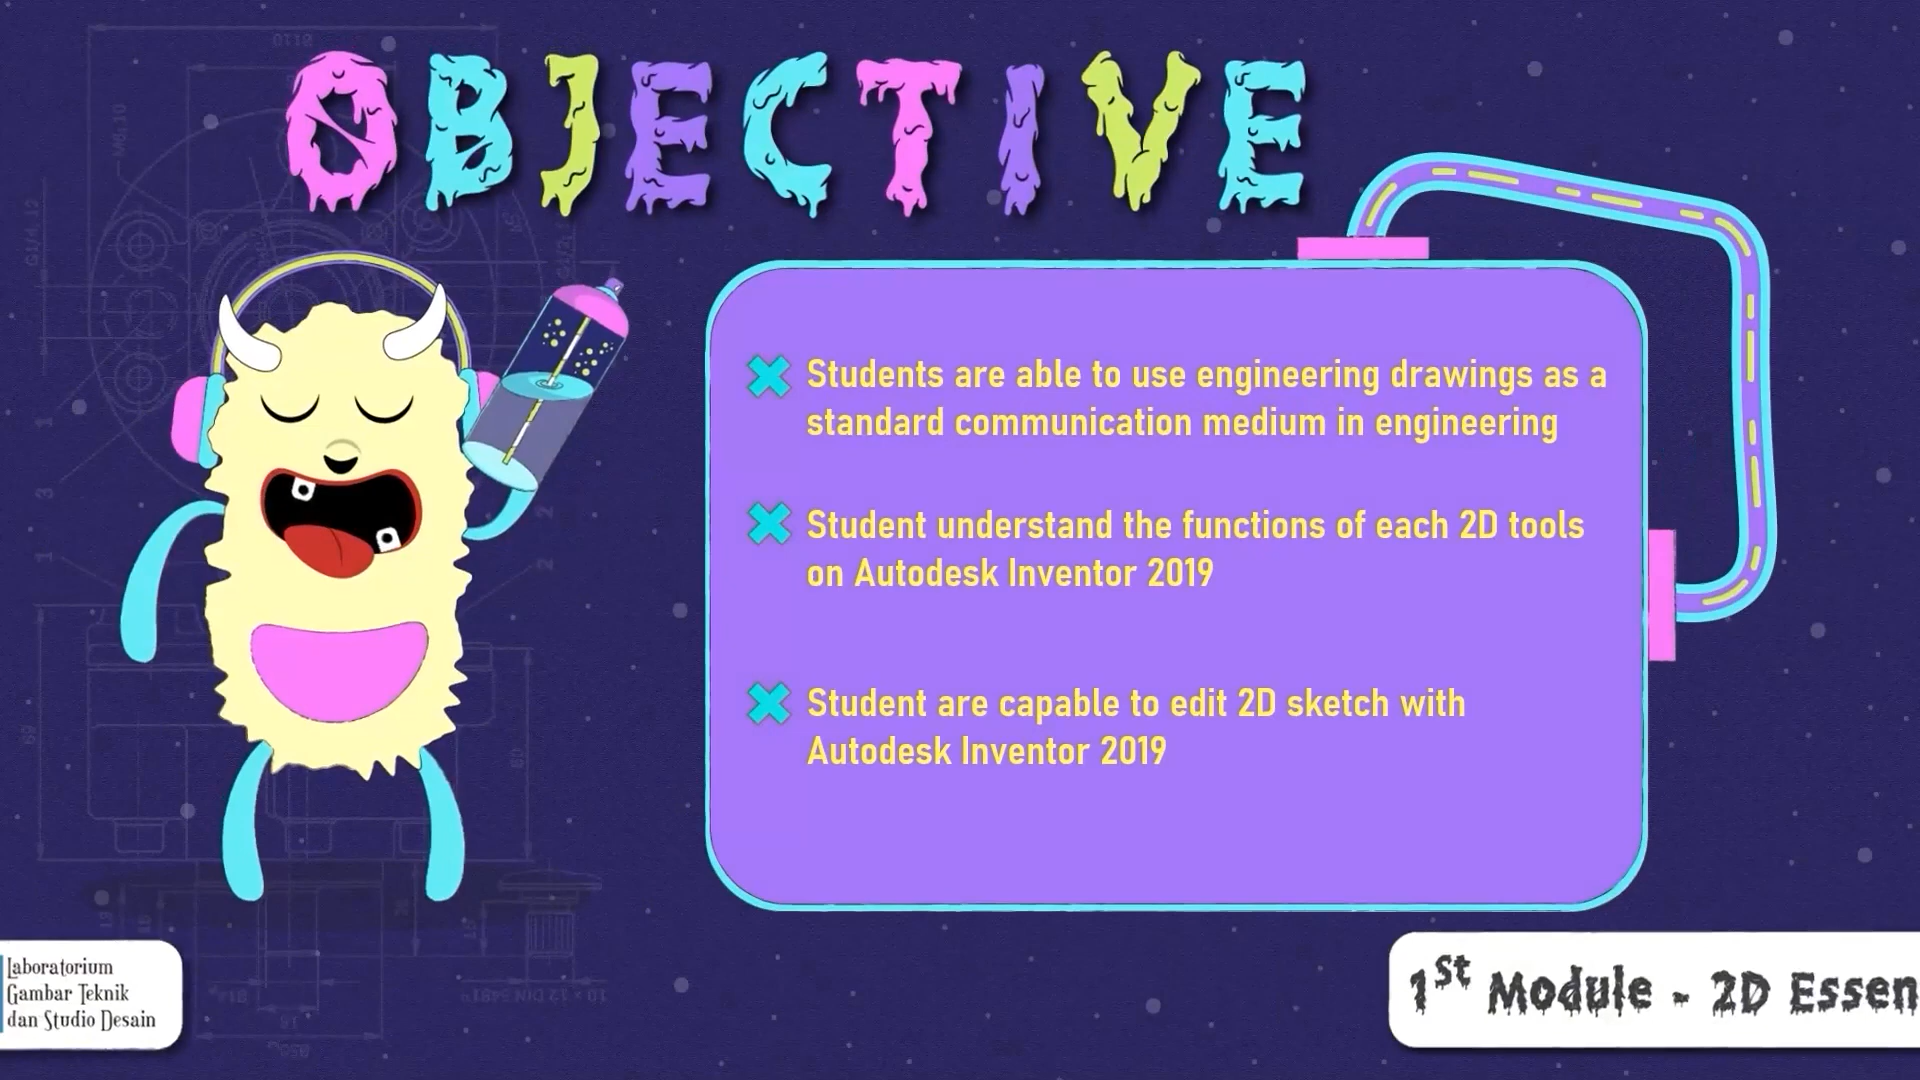 OBJECTIVE
Students are able to use engineering drawings as a
standard communication medium in engineering
Student understand the functions of each 2D tools
on Autodesk Inventor 2019
Student are capable to edit 2D sketch with
Autodesk Inventor 2019
Laboratorium
Gambar Teknik
dan Studio Desain
1st Module - 2D Essen